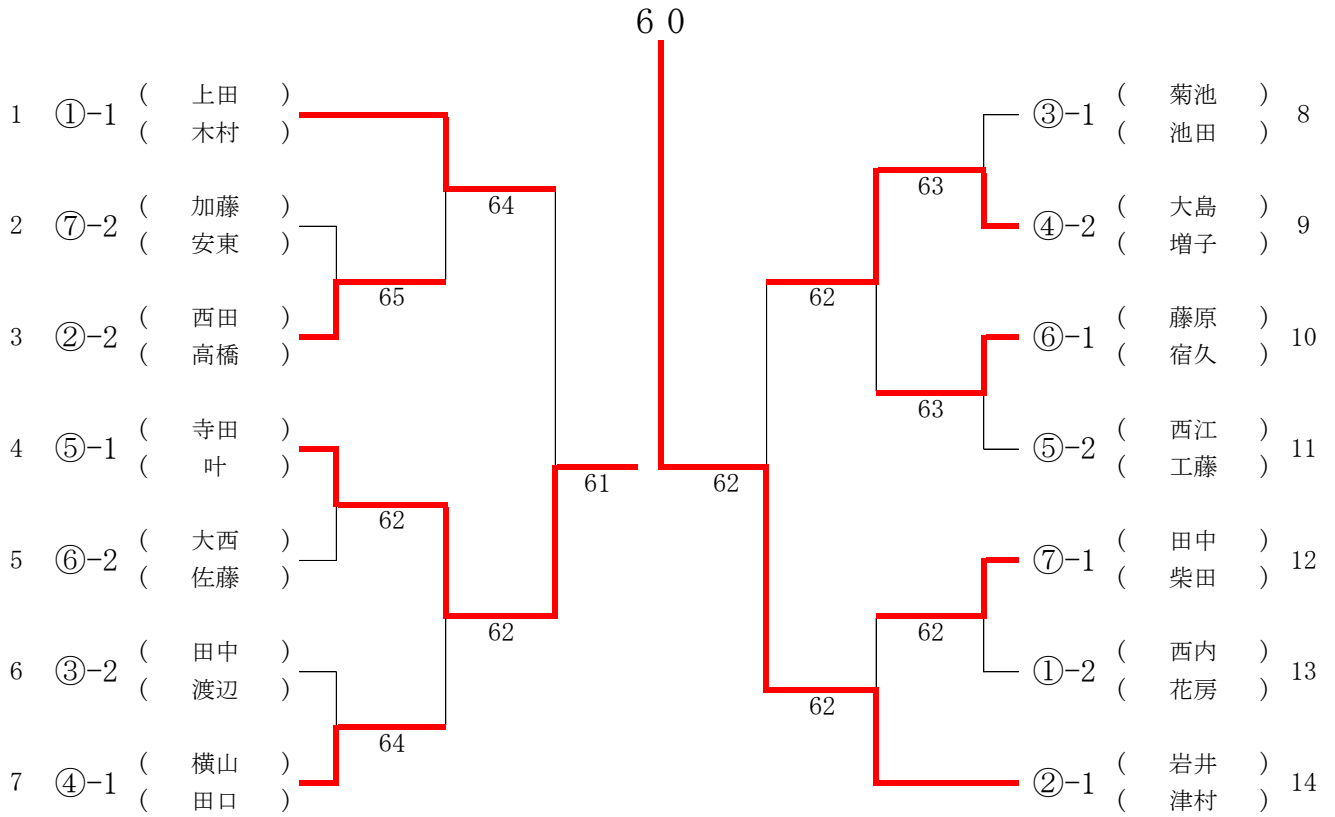 ６０
1 ①-1 ( 上田 )
( 木村 )
64
2 ⑦-2 ( 加藤 )
( 安東 )
65
3 ②-2 ( 西田 )
( 高橋 )
4 ⑤-1 ( 寺田 )
( 叶 )
61
62
5 ⑥-2 ( 大西 )
( 佐藤 )
62
6 ③-2 ( 田中 )
( 渡辺 )
64
7 ④-1 ( 横山 )
( 田口 )
③-1 ( 菊池 ) 8
( 池田 )
63
④-2 ( 大島 ) 9
( 増子 )
62
⑥-1 ( 藤原 ) 10
( 宿久 )
63
⑤-2 ( 西江 ) 11
( 工藤 )
62
⑦-1 ( 田中 ) 12
( 柴田 )
62
①-2 ( 西内 ) 13
( 花房 )
62
②-1 ( 岩井 ) 14
( 津村 )